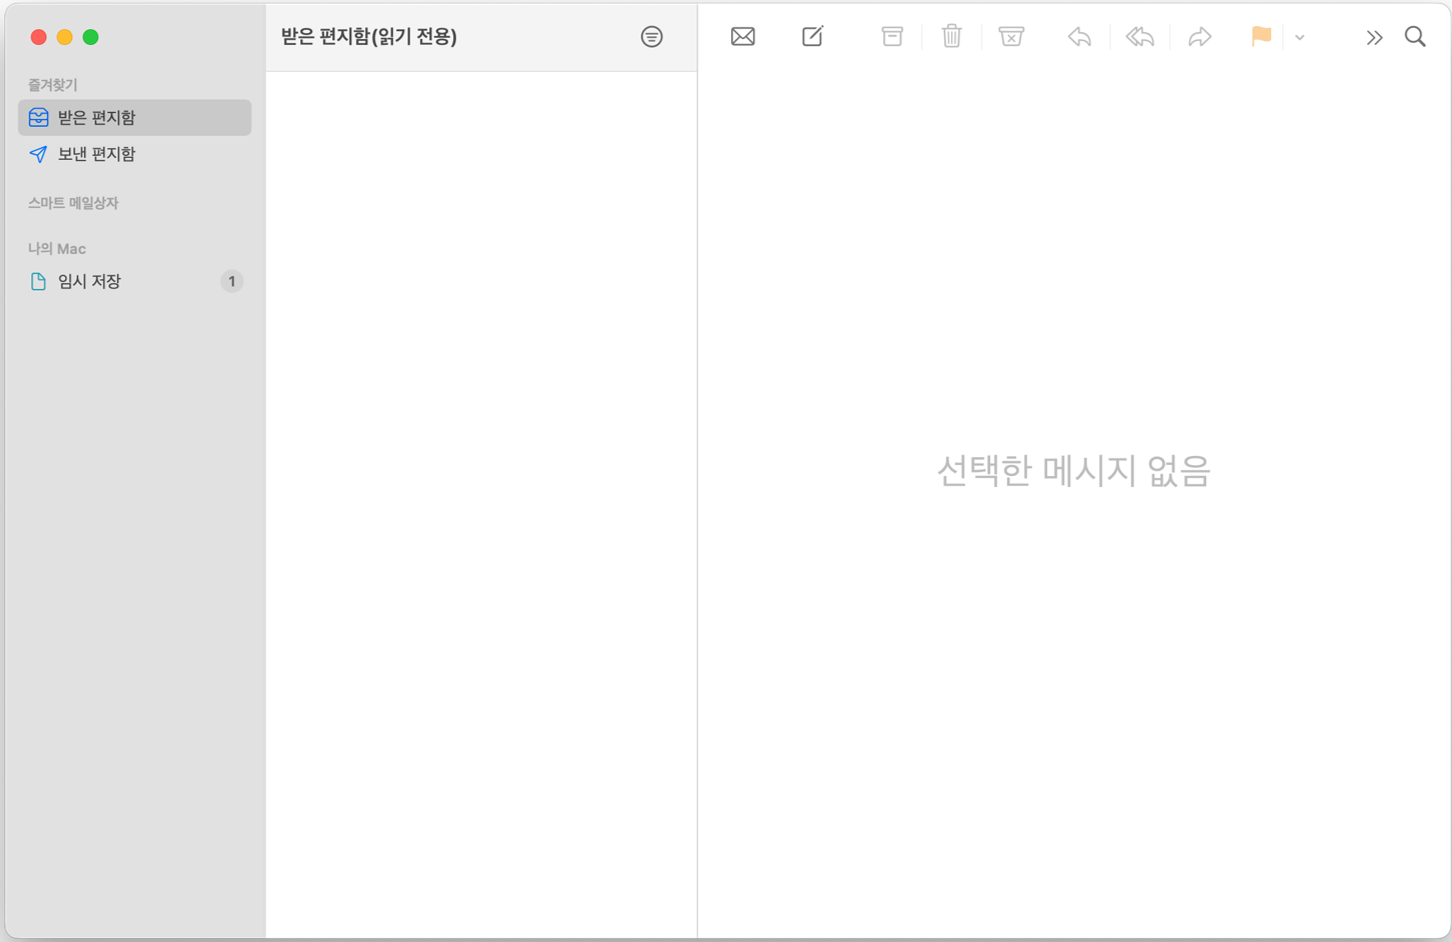 받은 편지함(읽기 전용)
즐겨찾기
받은 편지함
보낸 편지함
스마트 메일상자
나의 Mac
임시 저장 1
선택한 메시지 없음